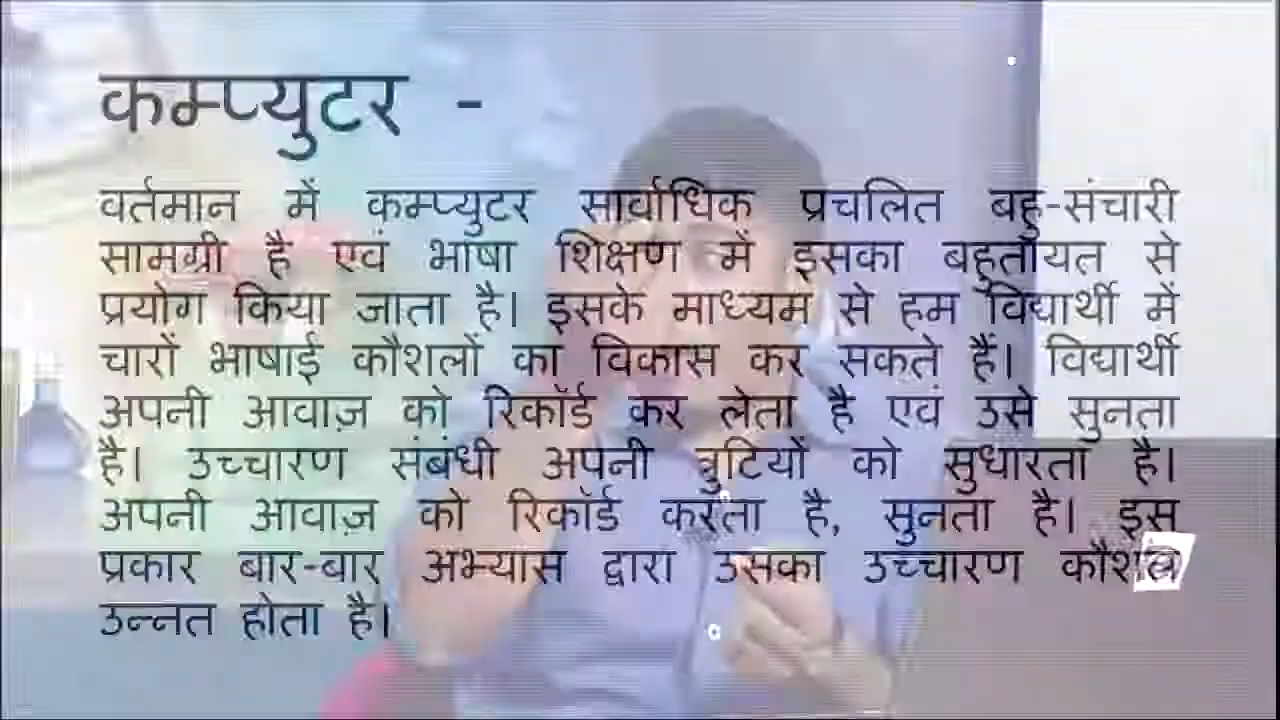 कम्प्युटर -
वर्तमान में कम्प्युटर सार्वाधिक प्रचलित बहु-संचारी
सामग्री है एवं भाषा शिक्षण में इसका बहुतायत से
प्रयोग किया जाता है। इसके माध्यम से हम विद्यार्थी में
चारों भाषाई कौशलों का विकास कर सकते हैं। विद्यार्थी
अपनी आवाज़ को रिकॉर्ड कर लेता है एवं उसे सुनता
है। उच्चारण संबंधी अपनी त्रुटियों को सुधारता है।
अपनी आवाज़ को रिकॉर्ड करता है, सुनता है। इस
प्रकार बार-बार अभ्यास द्वारा उसका उच्चारण कौशल
उन्नत होता है।